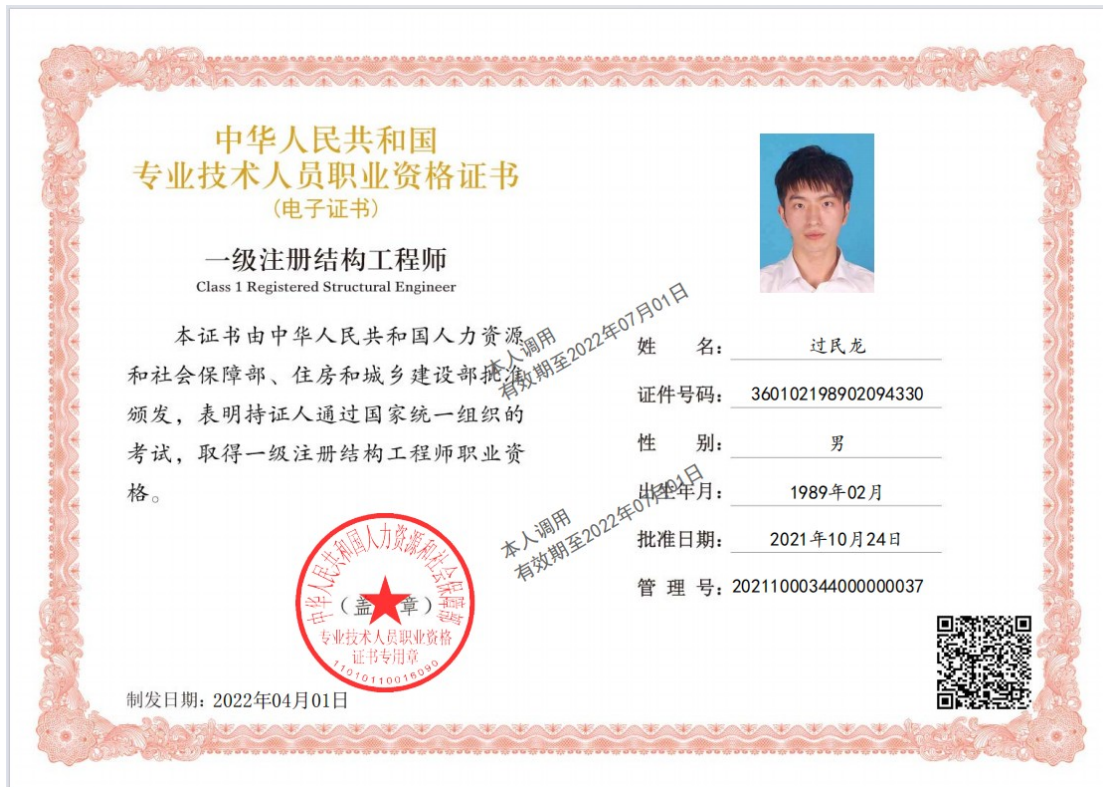 中华人民共和国
专业技术人员职业资格证书
(电子证书)
一级注册结构工程师
Class 1 Registered Structural Engineer
本证书由中华人民共和国人力资源
和社会保障部、住房和城乡建设部批准
颁发，表明持证人通过国家统一组织的
考试，取得一级注册结构工程师职业资
格。
中华人民共和国人力资源和社会保障部
（盖章）
专业技术人员职业资格
证书专用章
11010110016090
制发日期：2022年04月01日
本人调用
有效期至2022年07月01日
本人调用
有效期至2022年07月01日
姓 名： 过民龙
证件号码： 360102198902094330
性 别： 男
出生年月： 1989年02月
批准日期： 2021年10月24日
管 理 号： 20211000344000000037